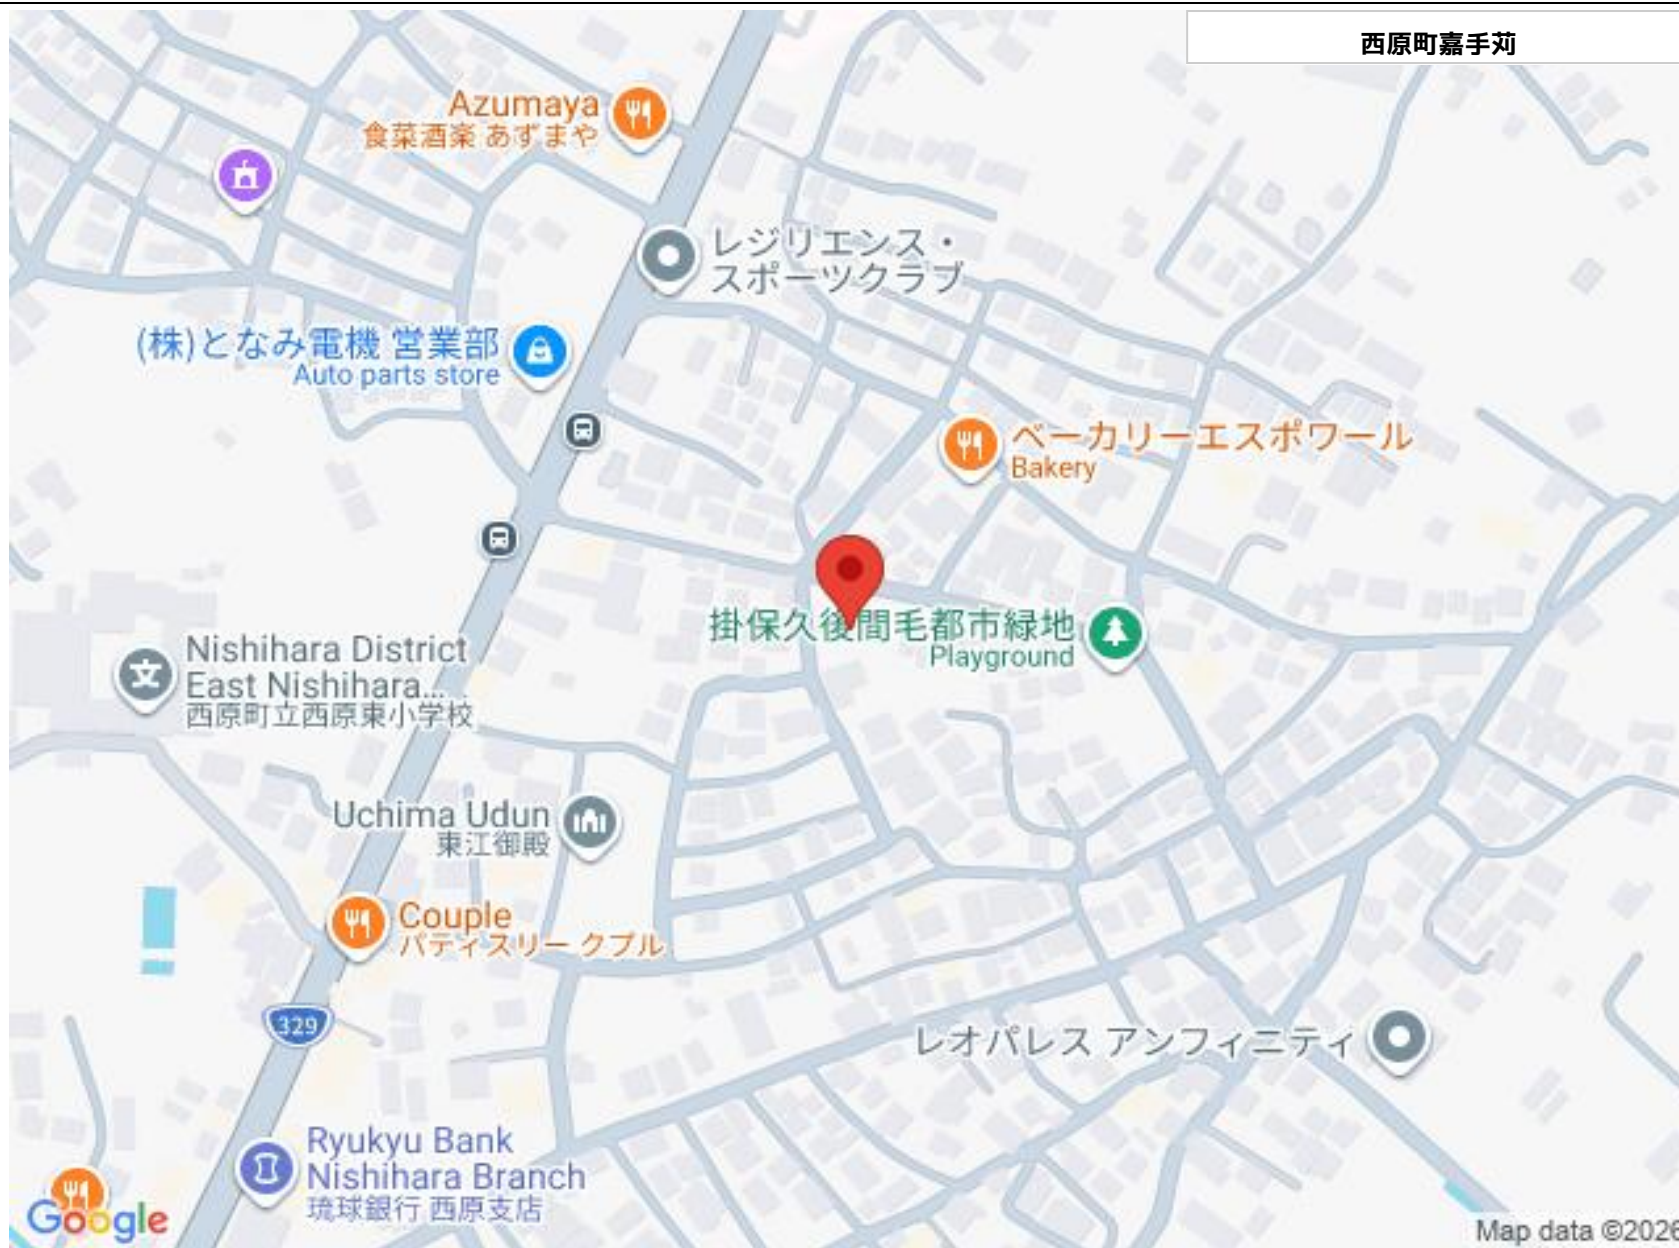 西原町嘉手苅
Azumaya
食菜酒楽 あずまや
レジリエンス・
スポーツクラブ
(株)となみ電機 営業部
Auto parts store
ベーカリーエスポワール
Bakery
掛保久後間毛都市緑地
Playground
Nishihara District
East Nishihara...
西原町立西原東小学校
文
Uchima Udun
東江御殿
Couple
パティスリー クプル
329
レオパレス アンフィニティ
Ryukyu Bank
Nishihara Branch
琉球銀行 西原支店
Google
Map data ©2026